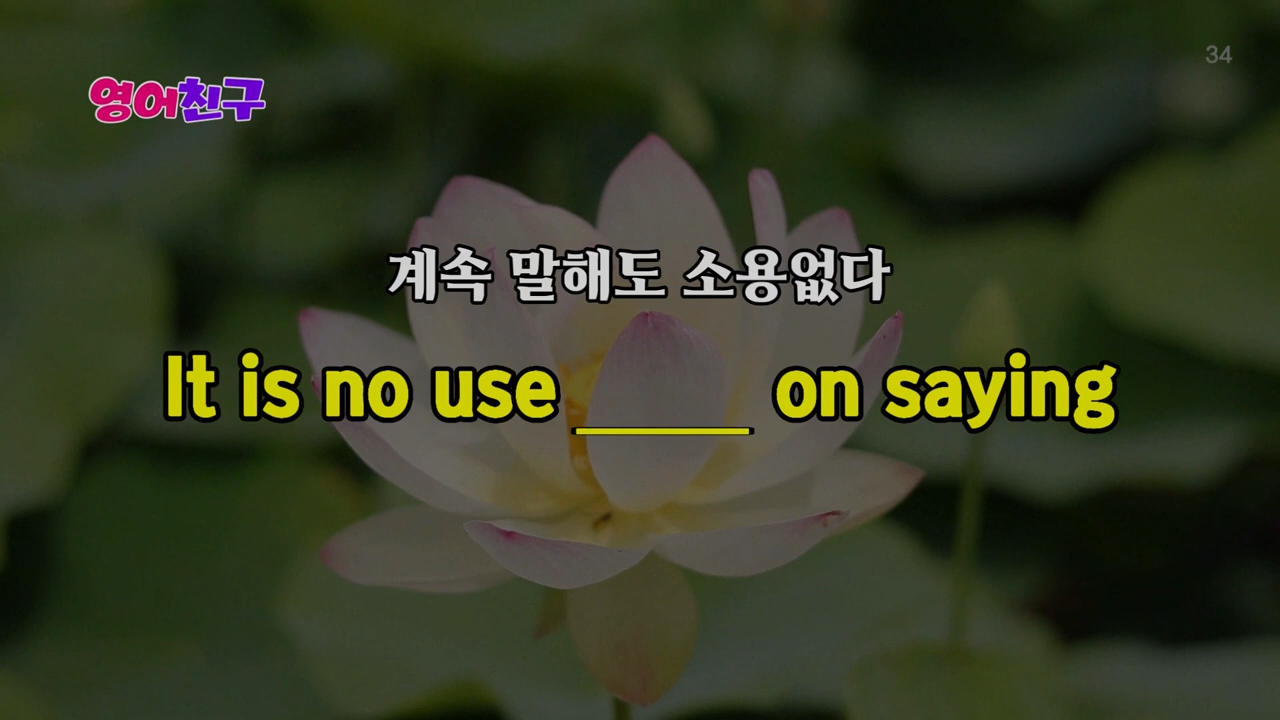 34
영어친구
계속 말해도 소용없다
It is no use ______ on saying